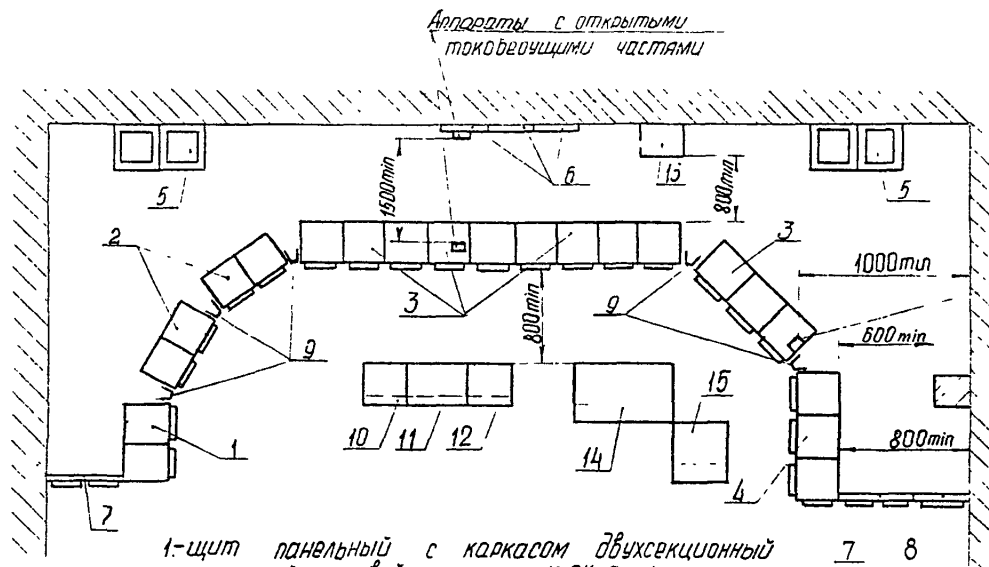 Аппараты с открытыми
токоведущими частями
5
1500min
6
13
800min
5
2
3
1000min
3
800min
9
600min
9
10
11
12
14
15
1
4
800min
7
1.-щит панельный с каркасом двухсекционный
7
8